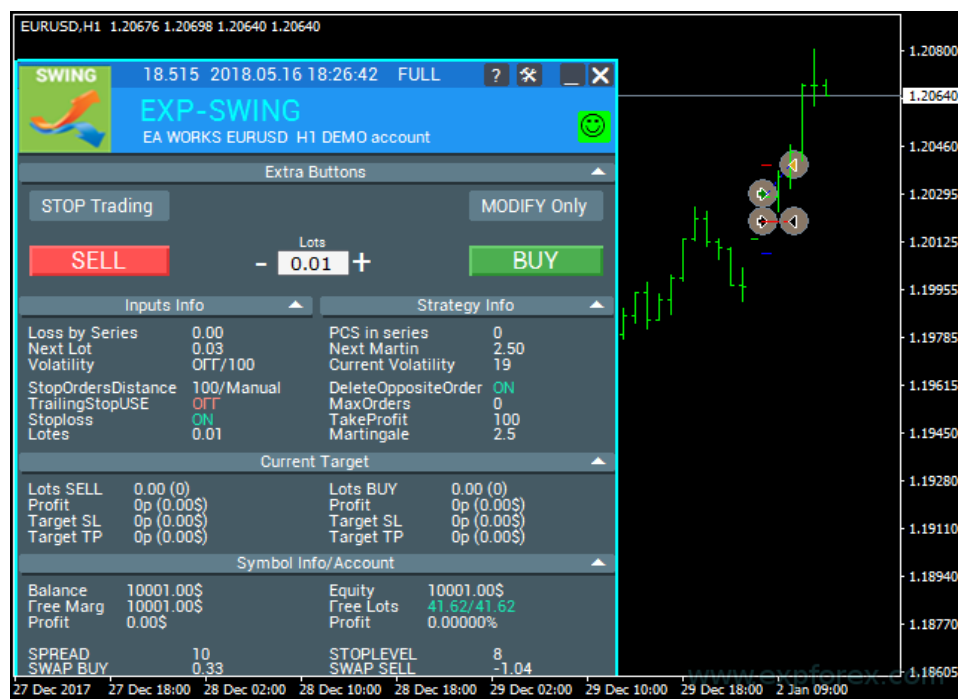 EURUSD,H1 1.20676 1.20698 1.20640 1.20640
SWING 18.515 2018.05.16 18:26:42 FULL ?
EXP-SWING
EA WORKS EURUSD H1 DEMO account
Extra Buttons
STOP Trading MODIFY Only
Lots
SELL - 0.01 + BUY
Inputs Info Strategy Info
Loss by Series 0.00 PCS in series 0
Next Lot 0.03 Next Martin 2.50
Volatility OFF/100 Current Volatility 19
StopOrdersDistance 100/Manual DeleteOppositeOrder ON
TrailingStopUSE OFF MaxOrders 0
Stoploss ON TakeProfit 100
Lotes 0.01 Martingale 2.5
Current Target
Lots SELL 0.00 (0) Lots BUY 0.00 (0)
Profit 0p (0.00$) Profit 0p (0.00$)
Target SL 0p (0.00$) Target SL 0p (0.00$)
Target TP 0p (0.00$) Target TP 0p (0.00$)
Symbol Info/Account
Balance 10001.00$ Equity 10001.00$
Free Marg 10001.00$ Free Lots 41.62/41.62
Profit 0.00$ Profit 0.00000%
SPREAD 10 STOPLEVEL 8
SWAP BUY 0.33 SWAP SELL -1.04
1.20800
1.20640
1.20460
1.20295
1.20125
1.19955
1.19785
1.19615
1.19450
1.19280
1.19110
1.18940
1.18770
1.18605
www.expforex.com
27 Dec 2017 27 Dec 18:00 28 Dec 02:00 28 Dec 10:00 28 Dec 18:00 29 Dec 02:00 29 Dec 10:00 29 Dec 18:00 2 Jan 09:00